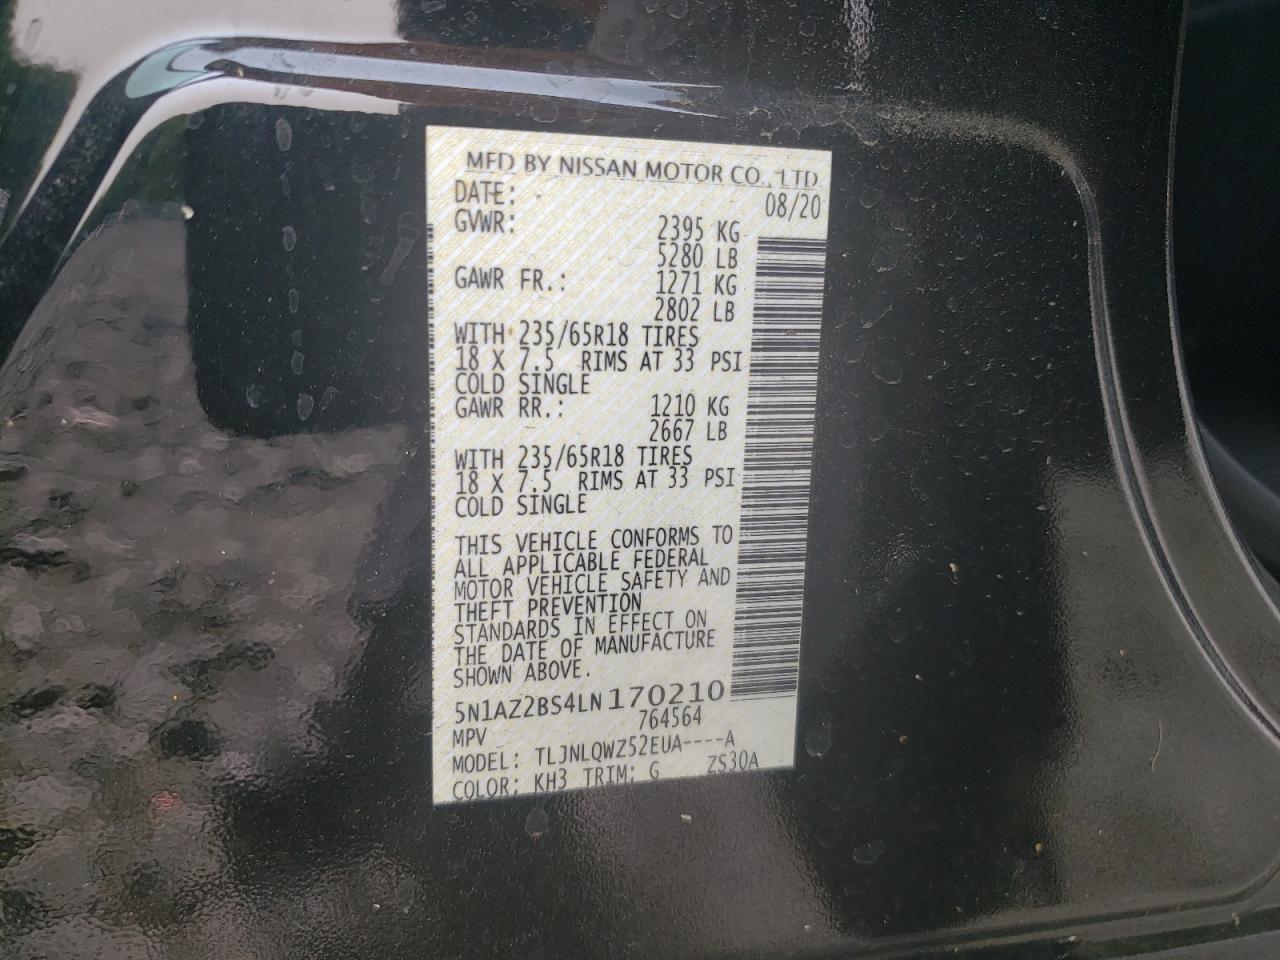 MFD BY NISSAN MOTOR CO., LTD
DATE: 08/20
GVWR: 2395 KG
5280 LB
GAWR FR.: 1271 KG
2802 LB
WITH 235/65R18 TIRES
18 X 7.5 RIMS AT 33 PSI
COLD SINGLE
GAWR RR.: 1210 KG
2667 LB
WITH 235/65R18 TIRES
18 X 7.5 RIMS AT 33 PSI
COLD SINGLE
THIS VEHICLE CONFORMS TO
ALL APPLICABLE FEDERAL
MOTOR VEHICLE SAFETY AND
THEFT PREVENTION
STANDARDS IN EFFECT ON
THE DATE OF MANUFACTURE
SHOWN ABOVE.
5N1AZ2BS4LN170210
MPV 764564
MODEL: TLJNLQWZ52EUA----A
COLOR: KH3 TRIM: G ZS30A